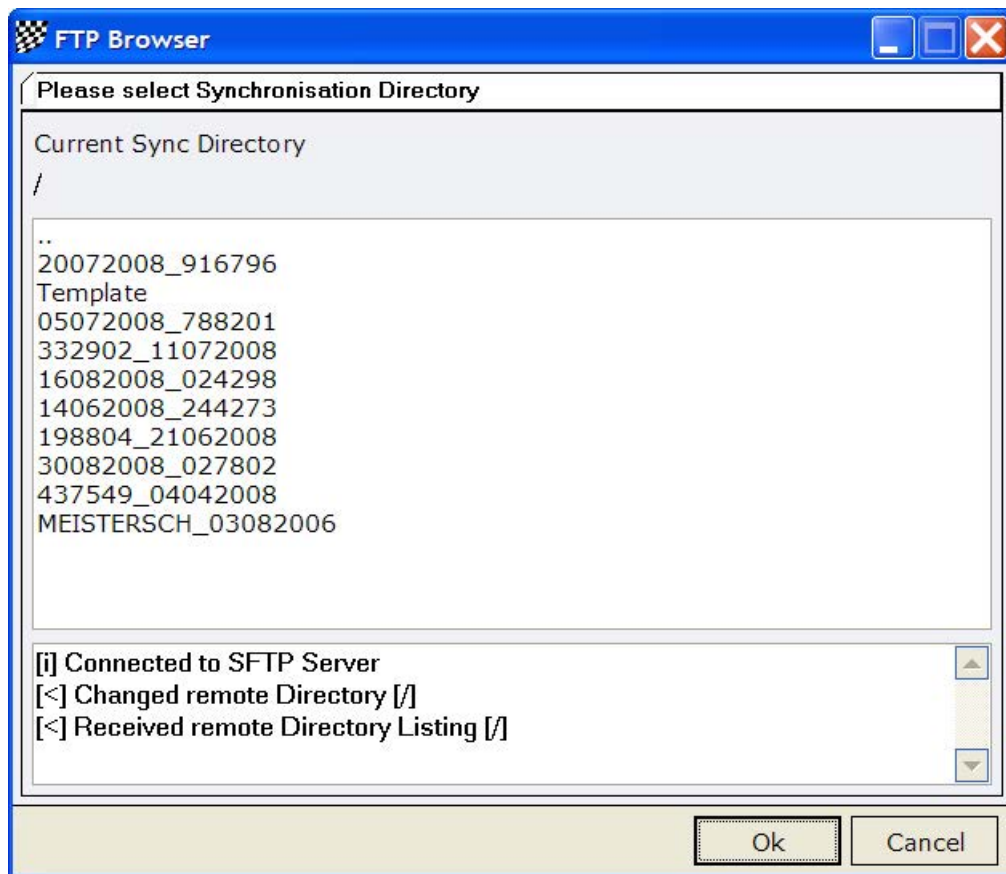 FTP Browser
Please select Synchronisation Directory
Current Sync Directory
/
..
20072008_916796
Template
05072008_788201
332902_11072008
16082008_024298
14062008_244273
198804_21062008
30082008_027802
437549_04042008
MEISTERSCH_03082006
[i] Connected to SFTP Server
[<] Changed remote Directory [/]
[<] Received remote Directory Listing [/]
Ok Cancel